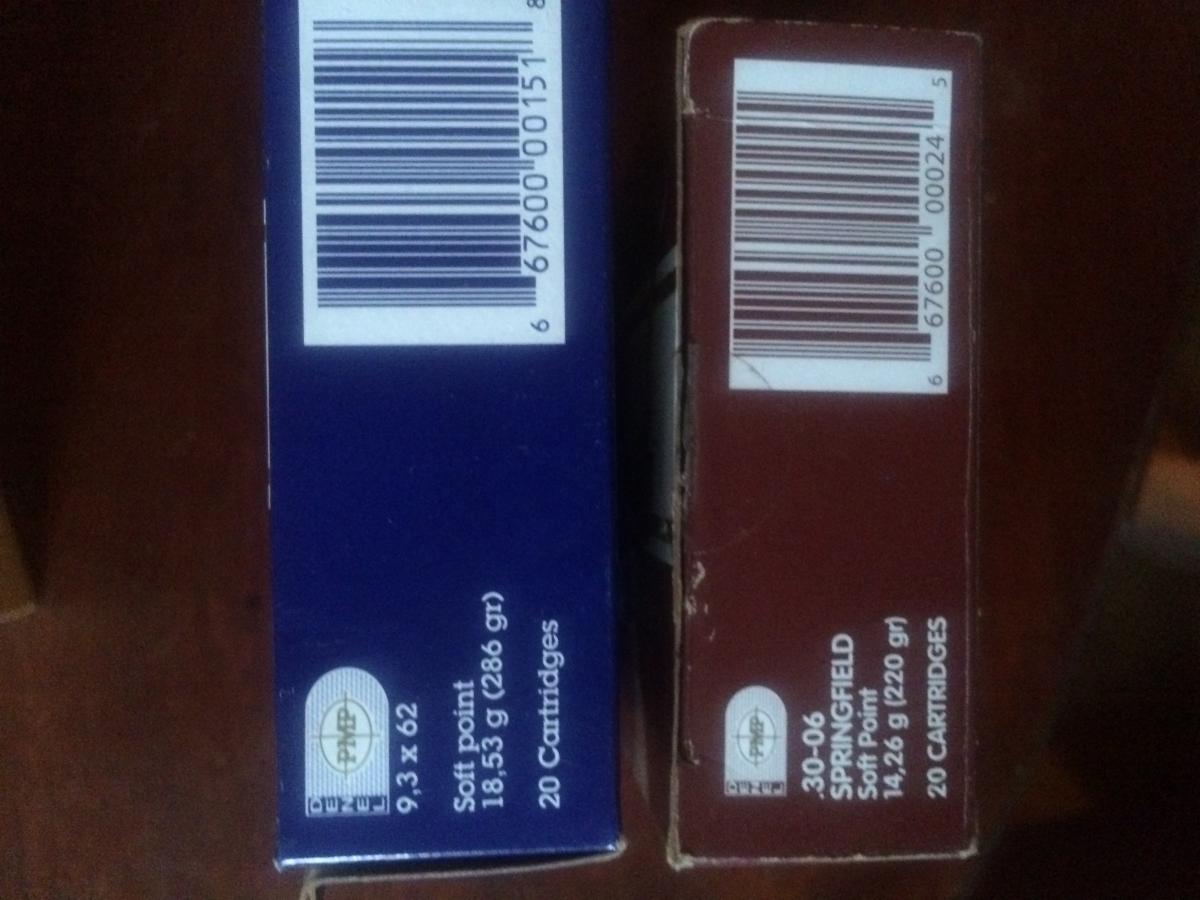 DENEL
PMP
9,3 x 62
Soft point
18,53 g (286 gr)
20 Cartridges
6 67600 00151 8
DENEL
PMP
.30-06
SPRINGFIELD
Soft Point
14,26 g (220 gr)
20 CARTRIDGES
6 67600 00024 5